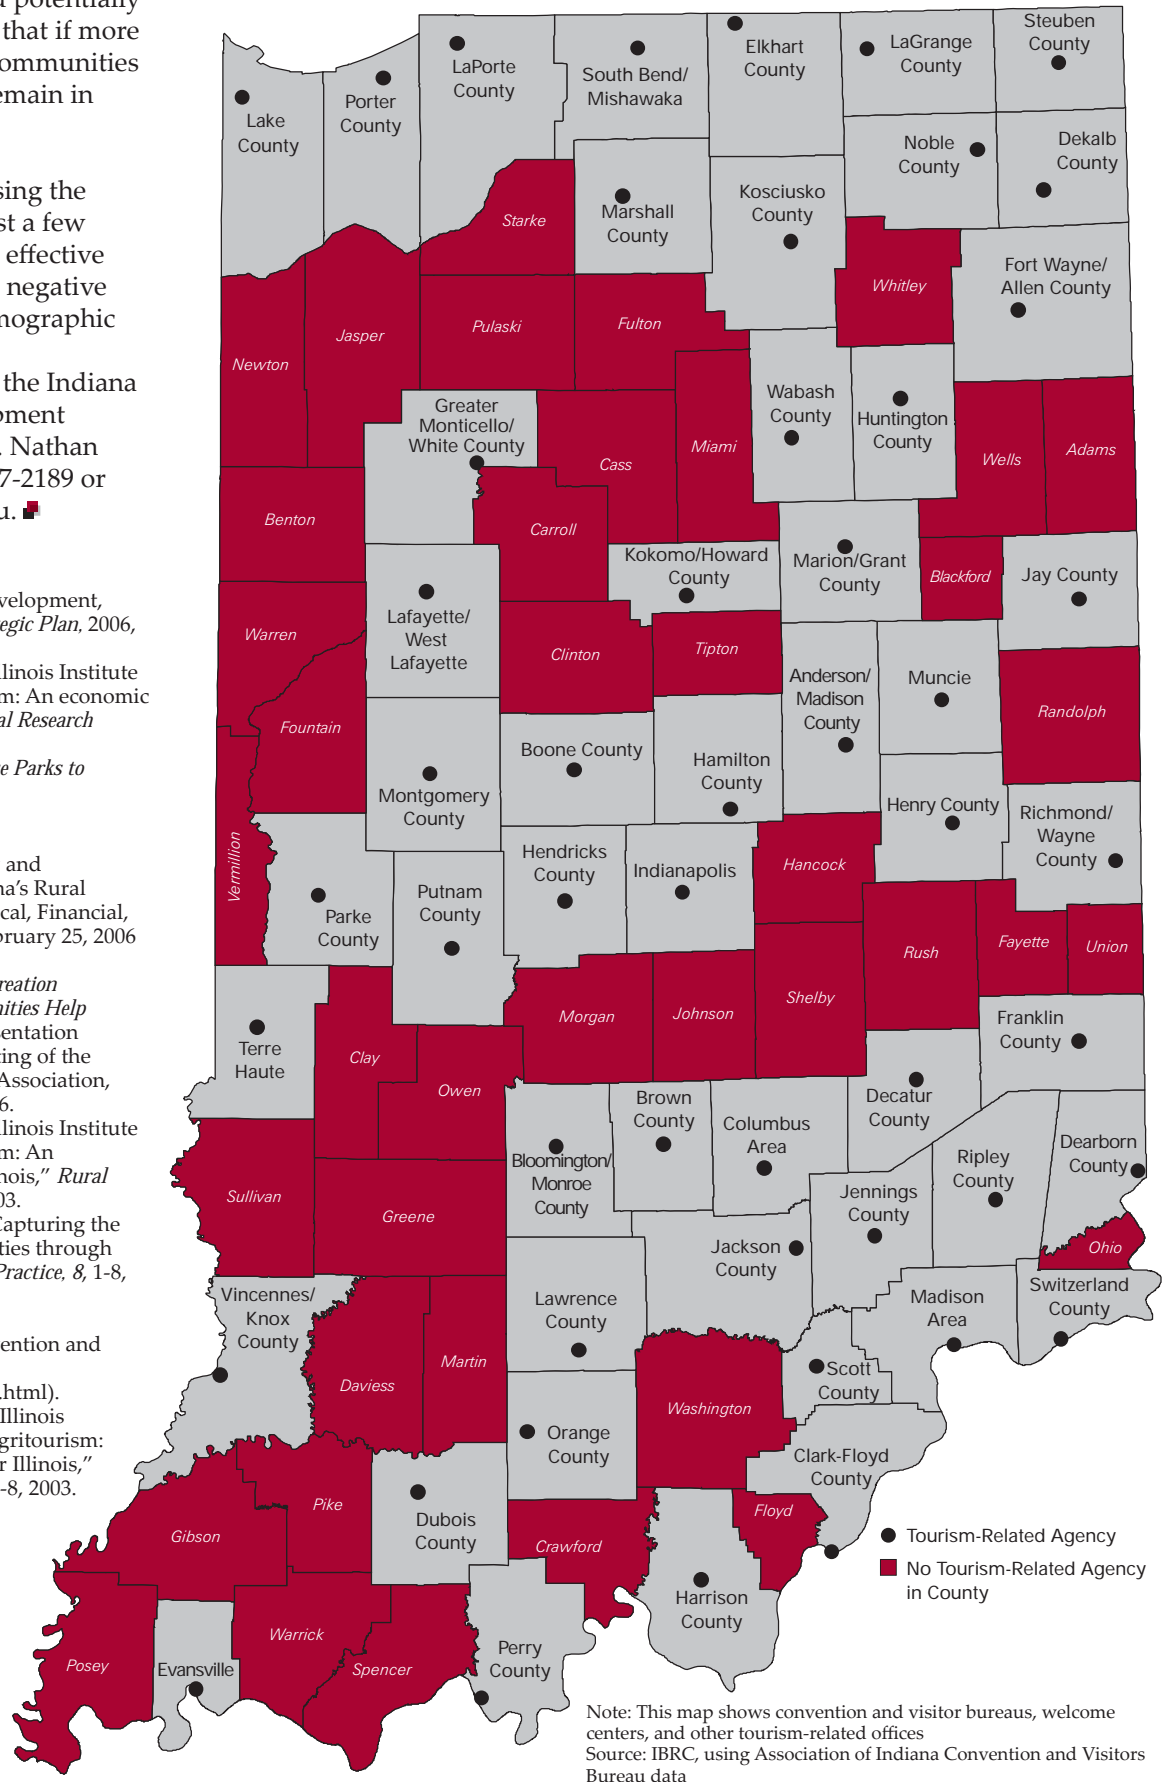 potentially
that if more
ommunities
emain in
sing the
st a few
effective
negative
mographic
the Indiana
pment
. Nathan
7-2189 or
u.
velopment,
tegic Plan, 2006,
llinois Institute
m: An economic
al Research
e Parks to
and
na's Rural
cal, Financial,
bruary 25, 2006
reation
nities Help
sentation
ing of the
Association,
6.
llinois Institute
m: An
nois," Rural
03.
Capturing the
ties through
Practice, 8, 1-8,
ention and
.html).
Illinois
gritourism:
r Illinois,"
-8, 2003.
Lake
County
Porter
County
LaPorte
County
South Bend/
Mishawaka
Elkhart
County
LaGrange
County
Steuben
County
Noble
County
Dekalb
County
Starke
Marshall
County
Kosciusko
County
Whitley
Fort Wayne/
Allen County
Newton
Jasper
Pulaski
Fulton
Greater
Monticello/
White County
Cass
Miami
Wabash
County
Huntington
County
Wells
Adams
Benton
Carroll
Kokomo/Howard
County
Marion/Grant
County
Blackford
Jay County
Warren
Lafayette/
West
Lafayette
Clinton
Tipton
Anderson/
Madison
County
Muncie
Randolph
Fountain
Montgomery
County
Boone County
Hamilton
County
Henry County
Richmond/
Wayne
County
Vermillion
Parke
County
Putnam
County
Hendricks
County
Indianapolis
Hancock
Rush
Fayette
Union
Terre
Haute
Clay
Owen
Morgan
Johnson
Shelby
Franklin
County
Decatur
County
Sullivan
Greene
Bloomington/
Monroe
County
Brown
County
Columbus
Area
Jennings
County
Ripley
County
Dearborn
County
Ohio
Vincennes/
Knox
County
Daviess
Martin
Lawrence
County
Jackson
County
Madison
Area
Switzerland
County
Scott
County
Washington
Orange
County
Clark-Floyd
County
Gibson
Pike
Dubois
County
Crawford
Floyd
Harrison
County
Posey
Evansville
Warrick
Spencer
Perry
County
Tourism-Related Agency
No Tourism-Related Agency
in County
Note: This map shows convention and visitor bureaus, welcome
centers, and other tourism-related offices
Source: IBRC, using Association of Indiana Convention and Visitors
Bureau data